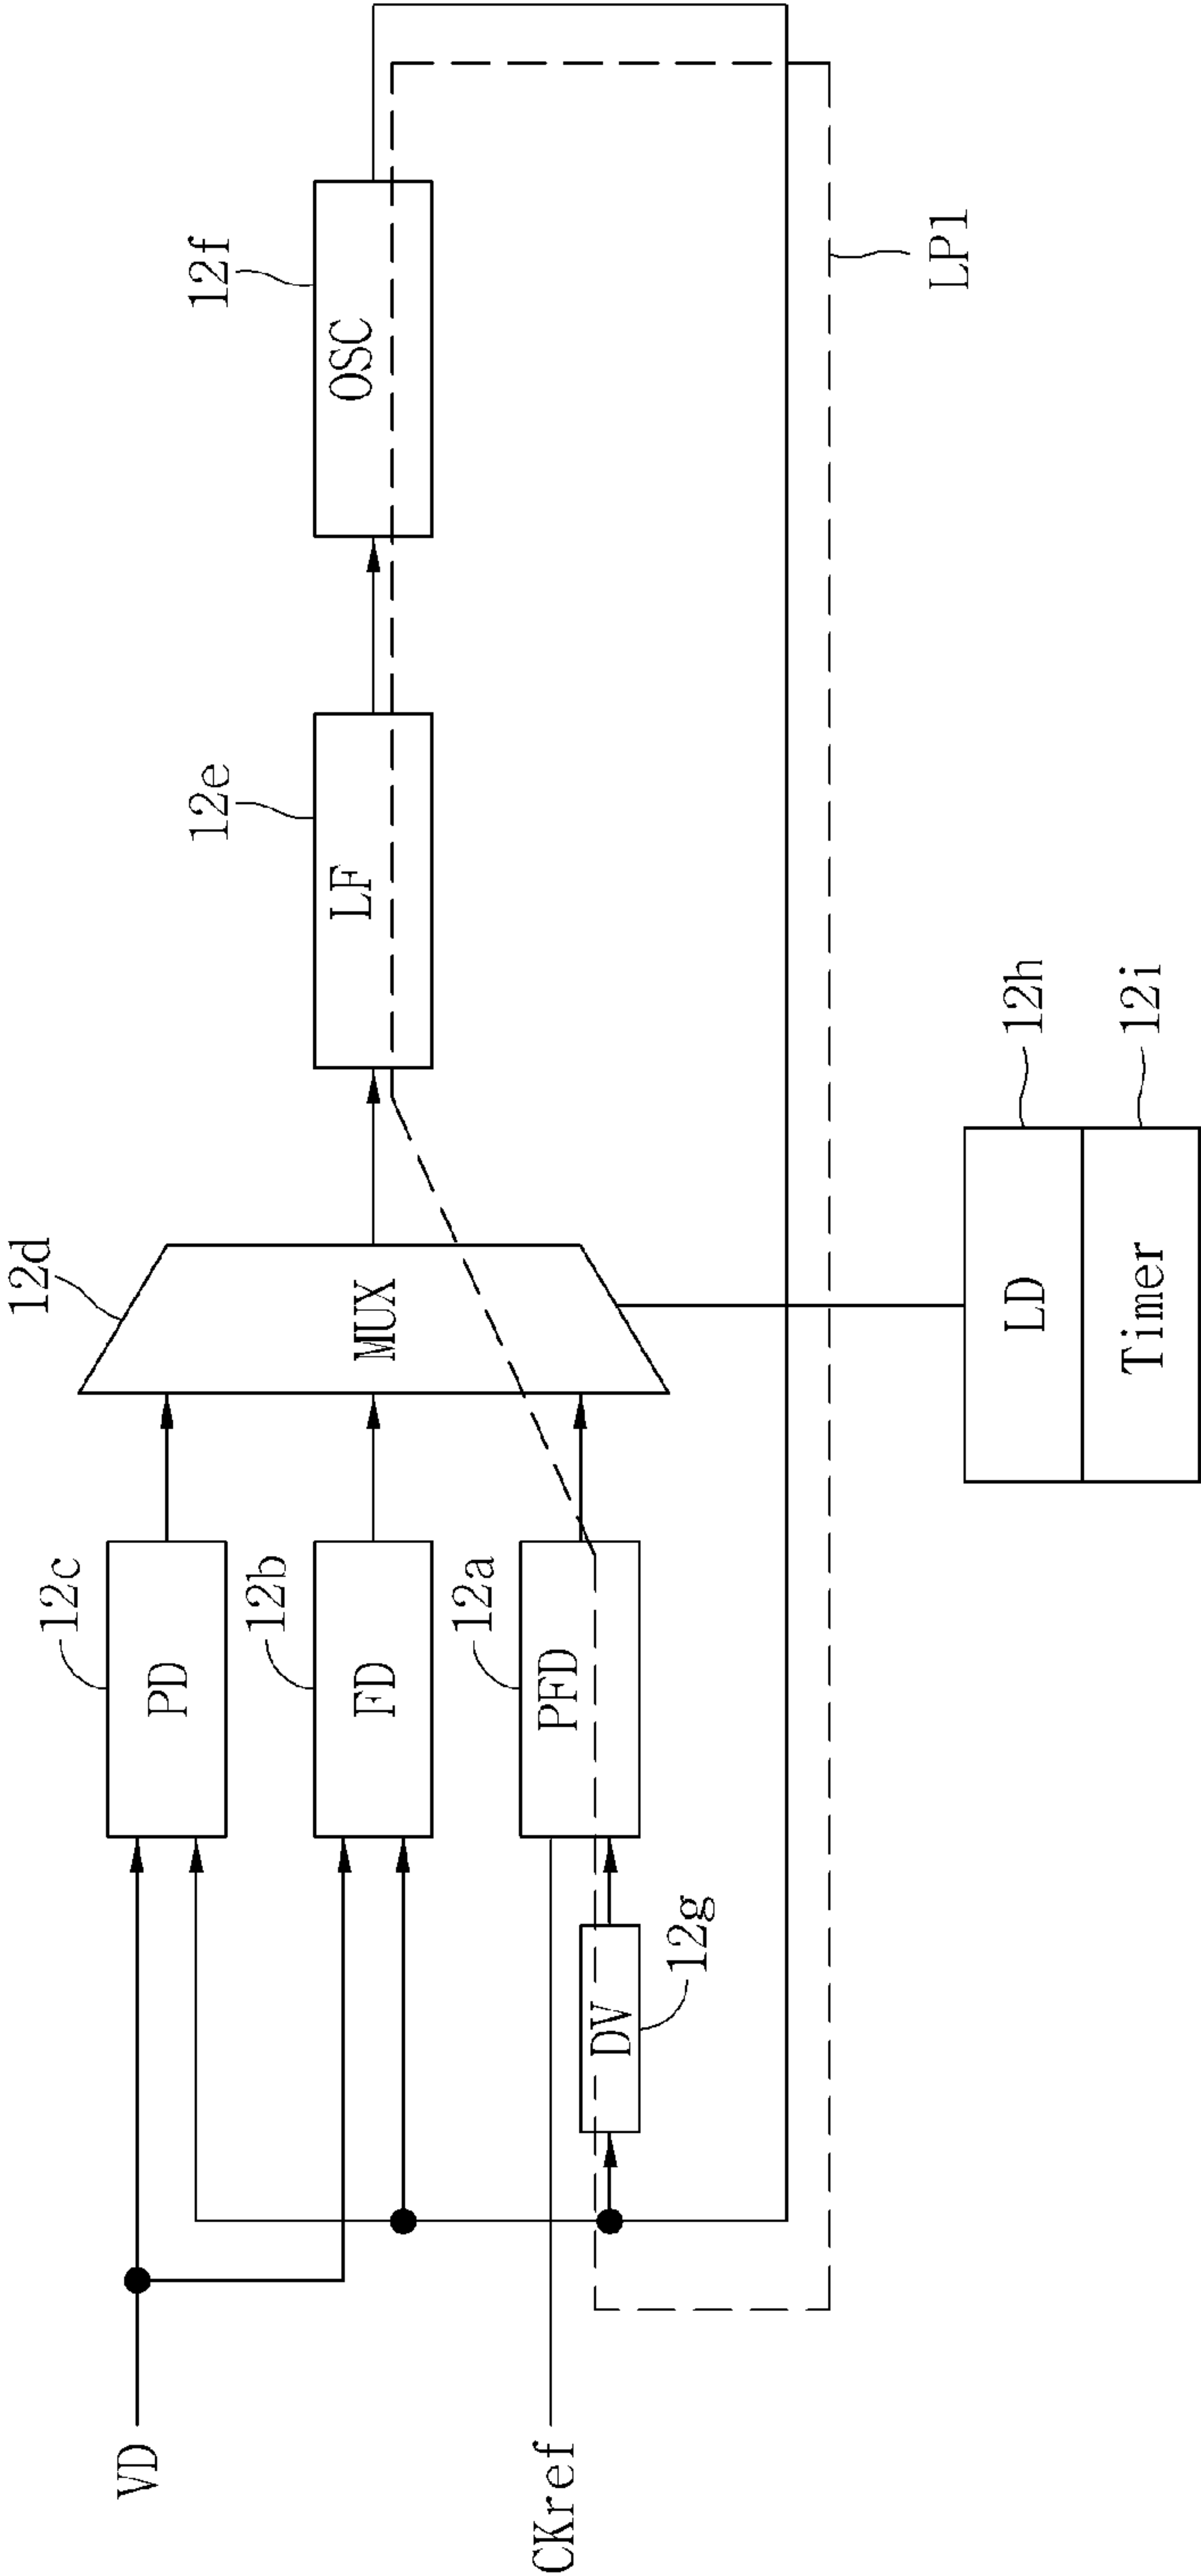 VD
CKref
12c
PD
12b
FD
12a
PFD
DV
12g
12d
MUX
12e
LF
12f
OSC
LP1
LD
12h
Timer
12i